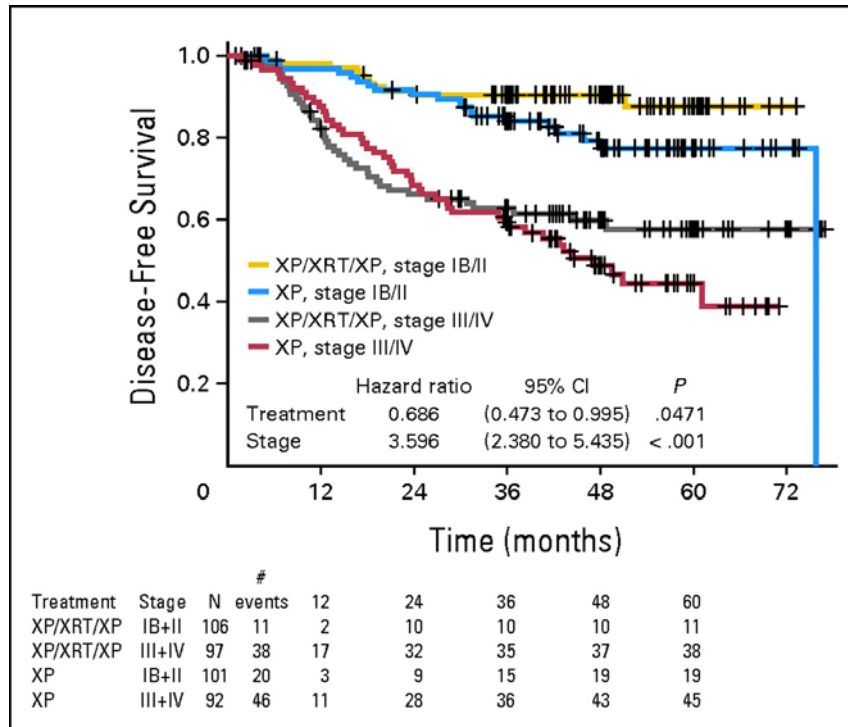 Disease-Free Survival
1.0
0.8
0.6
0.4
0.2
XP/XRT/XP, stage IB/II
XP, stage IB/II
XP/XRT/XP, stage III/IV
XP, stage III/IV
Hazard ratio 95% CI P
Treatment 0.686 (0.473 to 0.995) .0471
Stage 3.596 (2.380 to 5.435) < .001
0 12 24 36 48 60 72
Time (months)
#
Treatment Stage N events 12 24 36 48 60
XP/XRT/XP IB+II 106 11 2 10 10 10 11
XP/XRT/XP III+IV 97 38 17 32 35 37 38
XP IB+II 101 20 3 9 15 19 19
XP III+IV 92 46 11 28 36 43 45